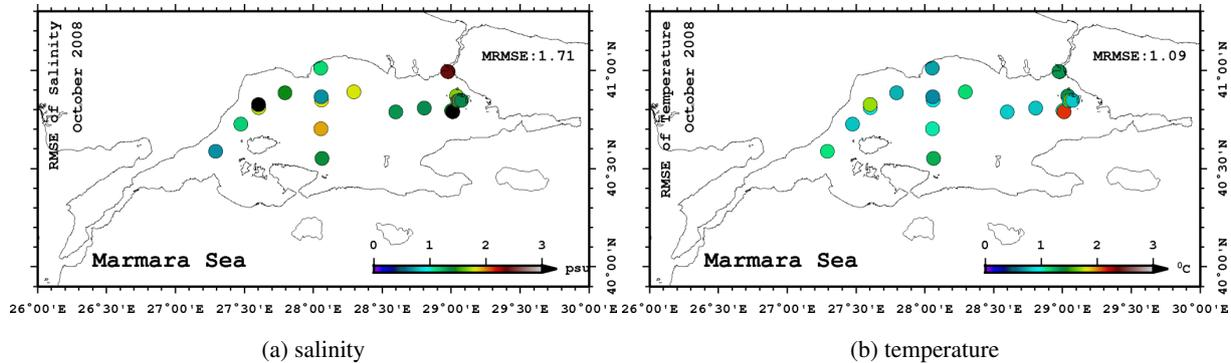 RMSE of Salinity
October 2008
MRMSE:1.71
Marmara Sea
0 1 2 3
psu
41°00'N
40°30'N
40°00'N
26°00'E 26°30'E 27°00'E 27°30'E 28°00'E 28°30'E 29°00'E 29°30'E 30°00'E
(a) salinity
RMSE of Temperature
October 2008
MRMSE:1.09
Marmara Sea
0 1 2 3
°C
41°00'N
40°30'N
40°00'N
26°00'E 26°30'E 27°00'E 27°30'E 28°00'E 28°30'E 29°00'E 29°30'E 30°00'E
(b) temperature